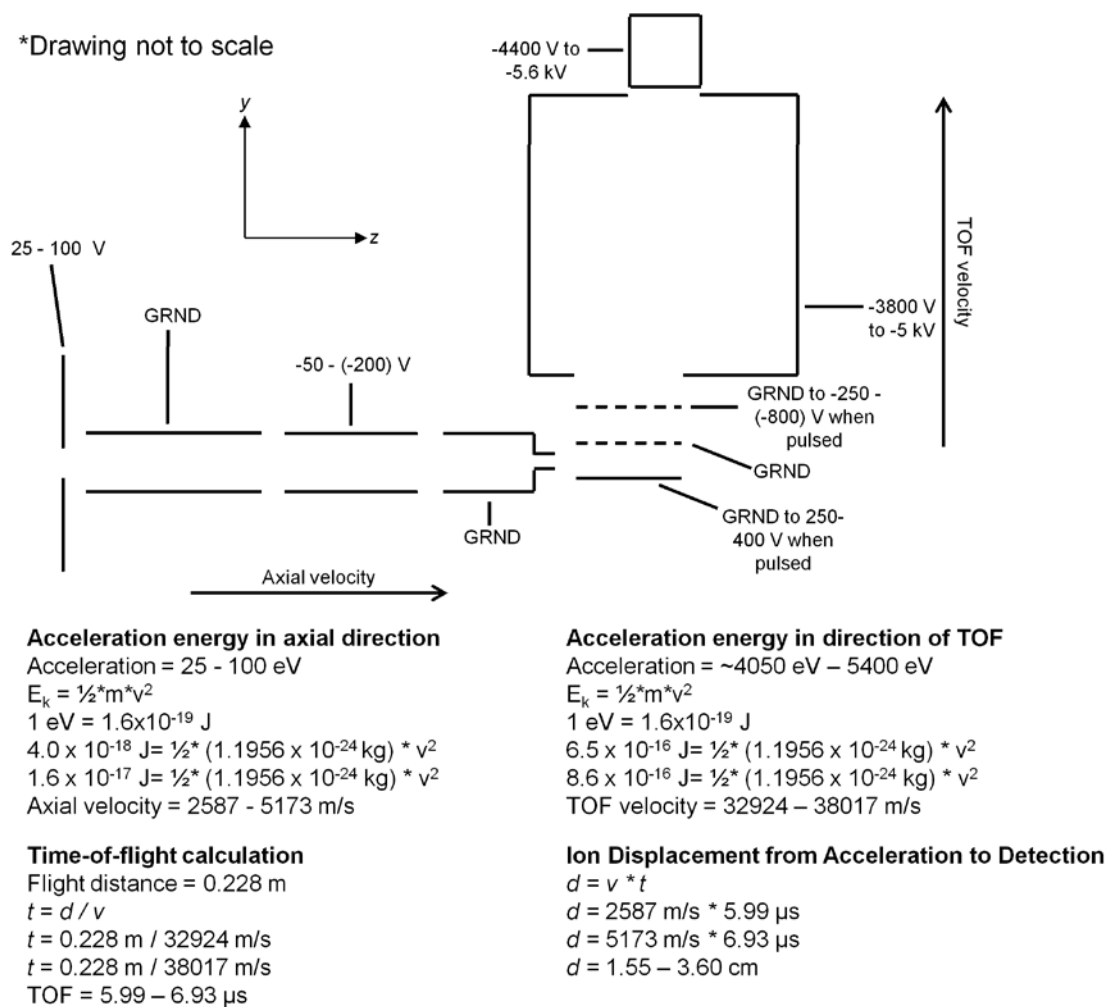 *Drawing not to scale
-4400 V to
-5.6 kV
y
z
TOF velocity
25 - 100 V
GRND
-50 - (-200) V
-3800 V
to -5 kV
GRND to -250 -
(-800) V when
pulsed
GRND
GRND
GRND to 250-
400 V when
pulsed
Axial velocity
Acceleration energy in axial direction
Acceleration = 25 - 100 eV
Eₖ = ½*m*v²
1 eV = 1.6x10⁻¹⁹ J
4.0 x 10⁻¹⁸ J= ½* (1.1956 x 10⁻²⁴ kg) * v²
1.6 x 10⁻¹⁷ J= ½* (1.1956 x 10⁻²⁴ kg) * v²
Axial velocity = 2587 - 5173 m/s
Acceleration energy in direction of TOF
Acceleration = ~4050 eV – 5400 eV
Eₖ = ½*m*v²
1 eV = 1.6x10⁻¹⁹ J
6.5 x 10⁻¹⁶ J= ½* (1.1956 x 10⁻²⁴ kg) * v²
8.6 x 10⁻¹⁶ J= ½* (1.1956 x 10⁻²⁴ kg) * v²
TOF velocity = 32924 – 38017 m/s
Time-of-flight calculation
Flight distance = 0.228 m
t = d / v
t = 0.228 m / 32924 m/s
t = 0.228 m / 38017 m/s
TOF = 5.99 – 6.93 µs
Ion Displacement from Acceleration to Detection
d = v * t
d = 2587 m/s * 5.99 µs
d = 5173 m/s * 6.93 µs
d = 1.55 – 3.60 cm